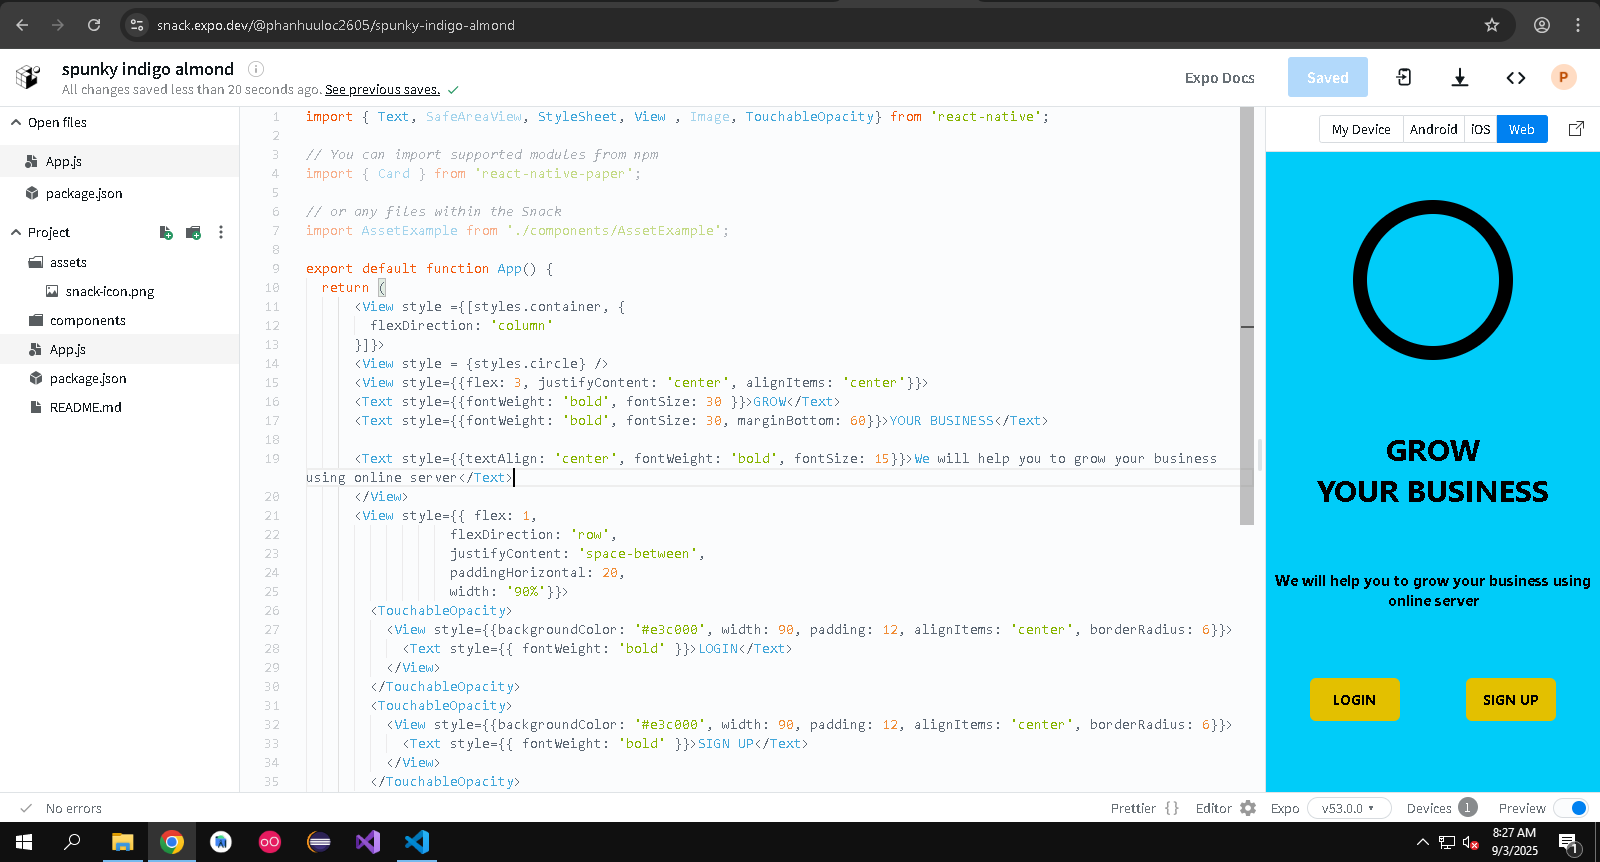 snack.expo.dev/@phanhuuloc2605/spunky-indigo-almond
spunky indigo almond
All changes saved less than 20 seconds ago. See previous saves.
Expo Docs
Saved
P
Open files
App.js
package.json
Project
assets
snack-icon.png
components
App.js
package.json
README.md
1 import { Text, SafeAreaView, StyleSheet, View , Image, TouchableOpacity} from 'react-native';
2
3 // You can import supported modules from npm
4 import { Card } from 'react-native-paper';
5
6 // or any files within the Snack
7 import AssetExample from './components/AssetExample';
8
9 export default function App() {
10 return (
11 <View style ={[styles.container, {
12 flexDirection: 'column'
13 }]}>
14 <View style = {styles.circle} />
15 <View style={{flex: 3, justifyContent: 'center', alignItems: 'center'}}>
16 <Text style={{fontWeight: 'bold', fontSize: 30 }}>GROW</Text>
17 <Text style={{fontWeight: 'bold', fontSize: 30, marginBottom: 60}}>YOUR BUSINESS</Text>
18
19 <Text style={{textAlign: 'center', fontWeight: 'bold', fontSize: 15}}>We will help you to grow your business
using online server</Text>
20 </View>
21 <View style={{ flex: 1,
22 flexDirection: 'row',
23 justifyContent: 'space-between',
24 paddingHorizontal: 20,
25 width: '90%'}}>
26 <TouchableOpacity>
27 <View style={{backgroundColor: '#e3c000', width: 90, padding: 12, alignItems: 'center', borderRadius: 6}}>
28 <Text style={{ fontWeight: 'bold' }}>LOGIN</Text>
29 </View>
30 </TouchableOpacity>
31 <TouchableOpacity>
32 <View style={{backgroundColor: '#e3c000', width: 90, padding: 12, alignItems: 'center', borderRadius: 6}}>
33 <Text style={{ fontWeight: 'bold' }}>SIGN UP</Text>
34 </View>
35 </TouchableOpacity>
My Device
Android
iOS
Web
GROW
YOUR BUSINESS
We will help you to grow your business using
online server
LOGIN
SIGN UP
No errors
Prettier { }
Editor
Expo
v53.0.0
Devices 1
Preview
8:27 AM
9/3/2025
1